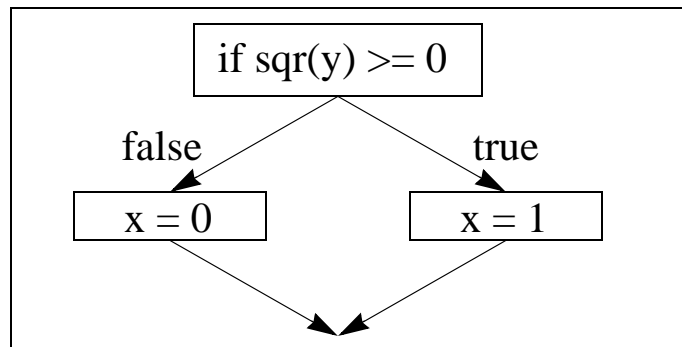 if sqr(y) >= 0
false
true
x = 0
x = 1